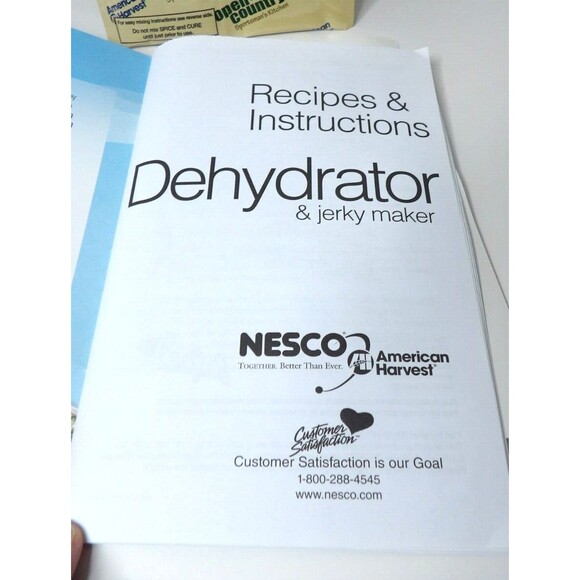 American
Harvest
For easy mixing instructions see reverse side.
Do not mix SPICE and CURE
until just prior to use.
Open
Country
Sportsman's Kitchen
Recipes &
Instructions
Dehydrator
& jerky maker
NESCO®
TOGETHER. Better Than Ever.
American
Harvest®
Customer
Satisfaction™
Customer Satisfaction is our Goal
1-800-288-4545
www.nesco.com